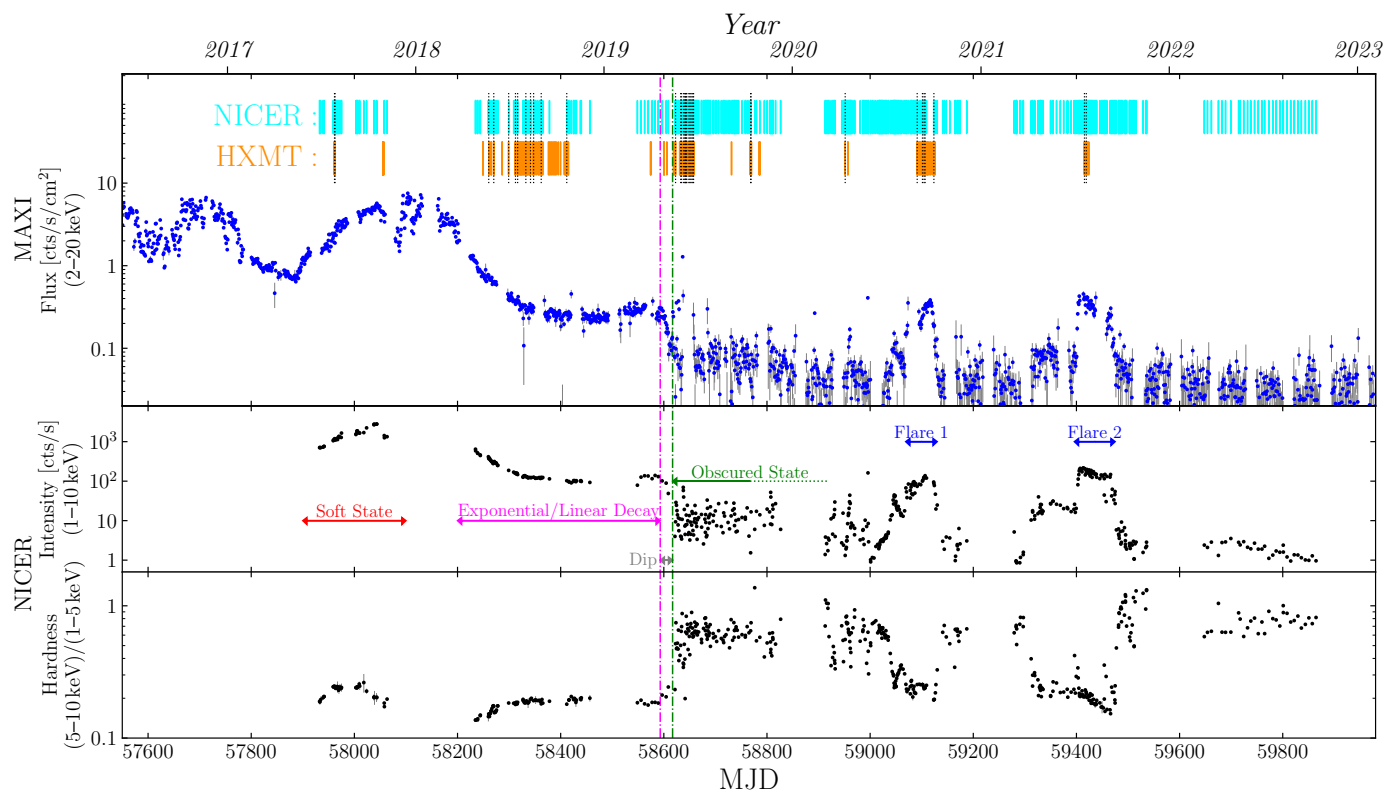 Year
2017 2018 2019 2020 2021 2022 2023
NICER :
HXMT :
MAXI
Flux [cts/s/cm²]
(2–20 keV)
10
1
0.1
NICER
Intensity [cts/s]
(1–10 keV)
10³
10²
10
1
Flare 1
Flare 2
Obscured State
Soft State
Exponential/Linear Decay
Dip
Hardness
(5–10 keV)/(1–5 keV)
1
0.1
57600 57800 58000 58200 58400 58600 58800 59000 59200 59400 59600 59800
MJD